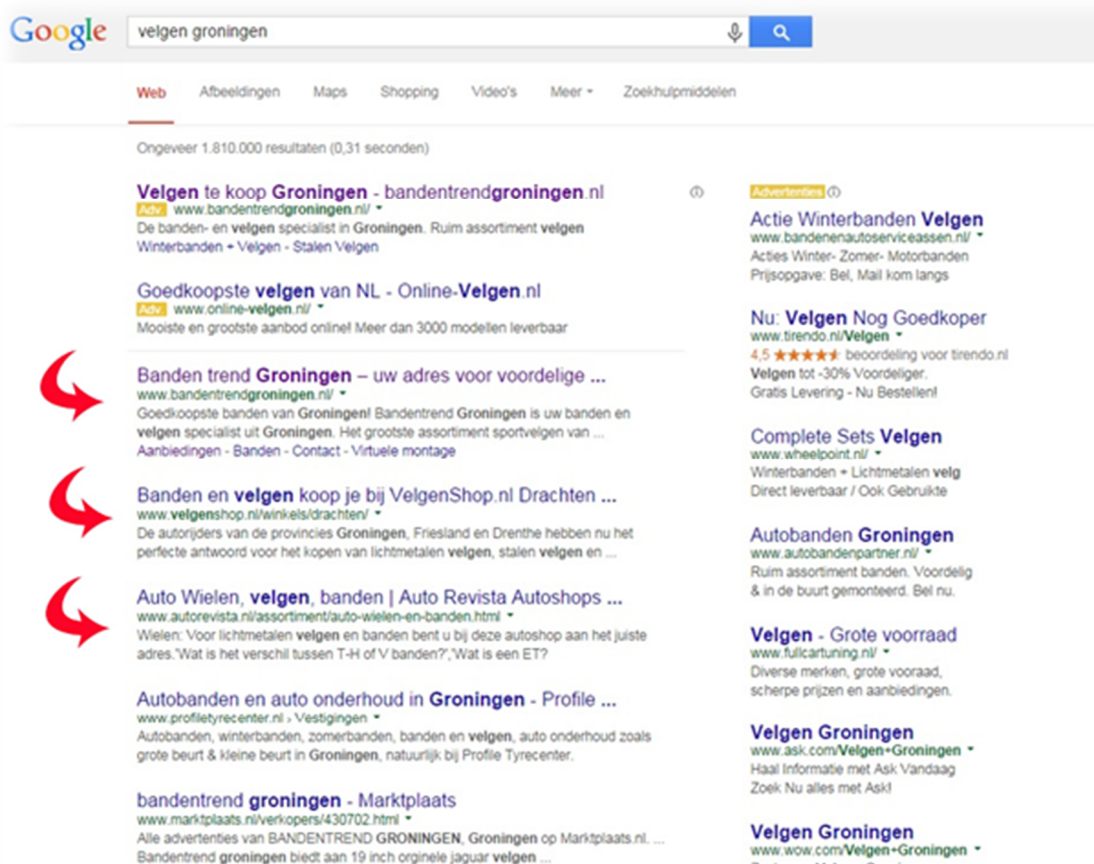 Google
velgen groningen
Web Afbeeldingen Maps Shopping Video's Meer Zoekhulpmiddelen
Ongeveer 1.810.000 resultaten (0,31 seconden)
Velgen te koop Groningen - bandentrendgroningen.nl
Adv. www.bandentrendgroningen.nl/
De banden- en velgen specialist in Groningen. Ruim assortiment velgen
Winterbanden + Velgen - Stalen Velgen
Goedkoopste velgen van NL - Online-Velgen.nl
Adv. www.online-velgen.nl/
Mooiste en grootste aanbod online! Meer dan 3000 modellen leverbaar
Banden trend Groningen – uw adres voor voordelige ...
www.bandentrendgroningen.nl/
Goedkoopste banden van Groningen! Bandentrend Groningen is uw banden en
velgen specialist uit Groningen. Het grootste assortiment sportvelgen van ...
Aanbiedingen - Banden - Contact - Virtuele montage
Banden en velgen koop je bij VelgenShop.nl Drachten ...
www.velgenshop.nl/winkels/drachten/
De autorijders van de provincies Groningen, Friesland en Drenthe hebben nu het
perfecte antwoord voor het kopen van lichtmetalen velgen, stalen velgen en ...
Auto Wielen, velgen, banden | Auto Revista Autoshops ...
www.autorevista.nl/assortiment/auto-wielen-en-banden.html
Wielen: Voor lichtmetalen velgen en banden bent u bij deze autoshop aan het juiste
adres.'Wat is het verschil tussen T-H of V banden?','Wat is een ET?
Autobanden en auto onderhoud in Groningen - Profile ...
www.profiletyrecenter.nl › Vestigingen
Autobanden, winterbanden, zomerbanden, banden en velgen, auto onderhoud zoals
grote beurt & kleine beurt in Groningen, natuurlijk bij Profile Tyrecenter.
bandentrend groningen - Marktplaats
www.marktplaats.nl/verkopers/430702.html
Alle advertenties van BANDENTREND GRONINGEN, Groningen op Marktplaats.nl. ...
Bandentrend groningen biedt aan 19 inch orginele jaguar velgen ...
Advertenties
Actie Winterbanden Velgen
www.bandenenautoserviceassen.nl/
Acties Winter- Zomer- Motorbanden
Prijsopgave: Bel, Mail kom langs
Nu: Velgen Nog Goedkoper
www.tirendo.nl/Velgen
4,5 ★★★★★ beoordeling voor tirendo.nl
Velgen tot -30% Voordeliger.
Gratis Levering - Nu Bestellen!
Complete Sets Velgen
www.wheelpoint.nl/
Winterbanden + Lichtmetalen velg
Direct leverbaar / Ook Gebruikte
Autobanden Groningen
www.autobandenpartner.nl/
Ruim assortiment banden. Voordelig
& in de buurt gemonteerd. Bel nu.
Velgen - Grote voorraad
www.fullcartuning.nl/
Diverse merken, grote vooraad,
scherpe prijzen en aanbiedingen.
Velgen Groningen
www.ask.com/Velgen+Groningen
Haal Informatie met Ask Vandaag
Zoek Nu alles met Ask!
Velgen Groningen
www.wow.com/Velgen+Groningen